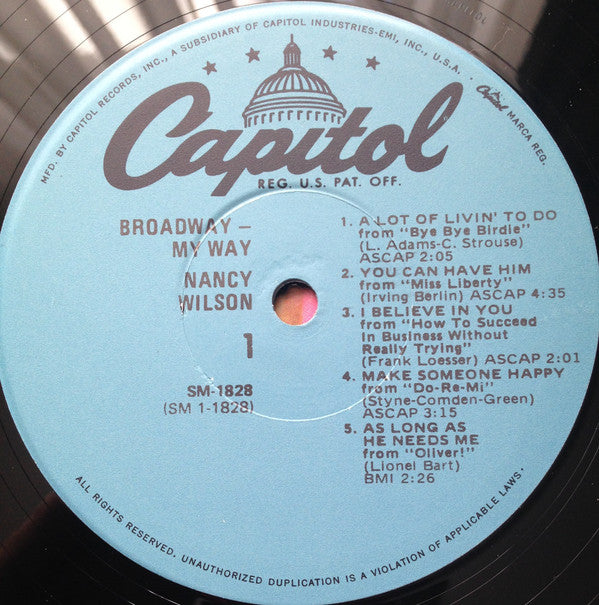 MFD. BY CAPITOL RECORDS, INC., A SUBSIDIARY OF CAPITOL INDUSTRIES-EMI, INC., U.S.A.
Capitol MARCA REG.
Capitol
REG. U.S. PAT. OFF.
BROADWAY –
MY WAY
NANCY
WILSON
1
SM-1828
(SM 1-1828)
1. A LOT OF LIVIN' TO DO
from "Bye Bye Birdie"
(L. Adams-C. Strouse)
ASCAP 2:05
2. YOU CAN HAVE HIM
from "Miss Liberty"
(Irving Berlin) ASCAP 4:35
3. I BELIEVE IN YOU
from "How To Succeed
In Business Without
Really Trying"
(Frank Loesser) ASCAP 2:01
4. MAKE SOMEONE HAPPY
from "Do-Re-Mi"
(Styne-Comden-Green)
ASCAP 3:15
5. AS LONG AS
HE NEEDS ME
from "Oliver!"
(Lionel Bart)
BMI 2:26
ALL RIGHTS RESERVED. UNAUTHORIZED DUPLICATION IS A VIOLATION OF APPLICABLE LAWS.